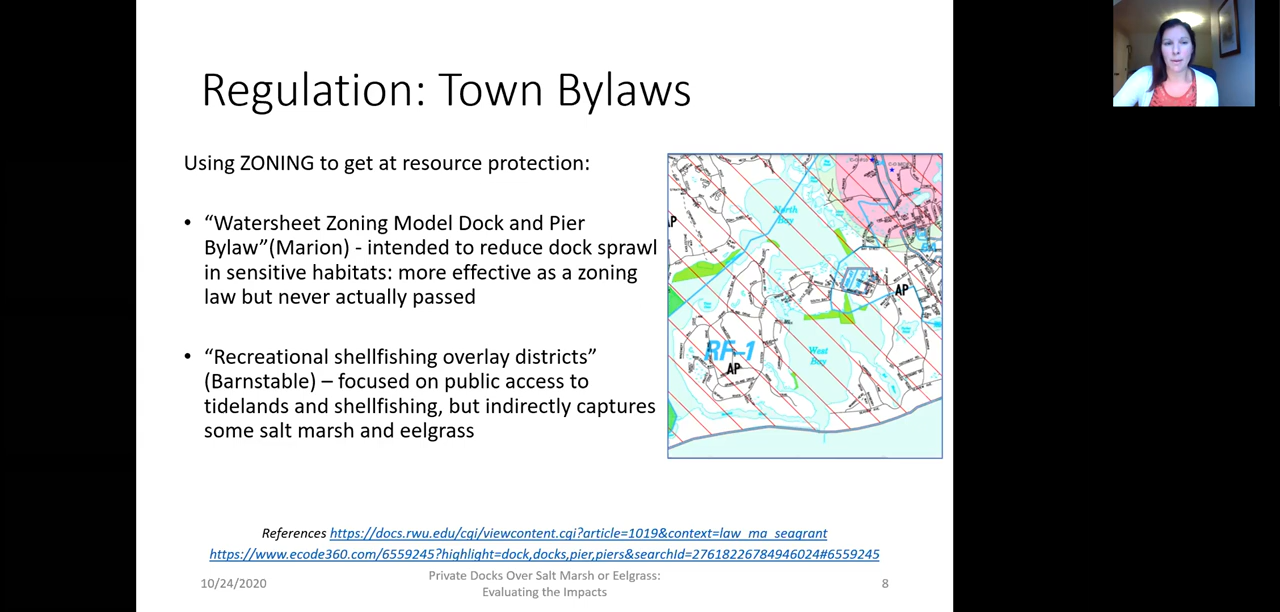 Regulation: Town Bylaws
Using ZONING to get at resource protection:
• “Watersheet Zoning Model Dock and Pier
Bylaw”(Marion) - intended to reduce dock sprawl
in sensitive habitats: more effective as a zoning
law but never actually passed
• “Recreational shellfishing overlay districts”
(Barnstable) – focused on public access to
tidelands and shellfishing, but indirectly captures
some salt marsh and eelgrass
North
Bay
AP
AP
RF-1
AP
West
Bay
References https://docs.rwu.edu/cgi/viewcontent.cgi?article=1019&context=law_ma_seagrant
https://www.ecode360.com/6559245?highlight=dock,docks,pier,piers&searchId=27618226784946024#6559245
10/24/2020
Private Docks Over Salt Marsh or Eelgrass:
Evaluating the Impacts
8